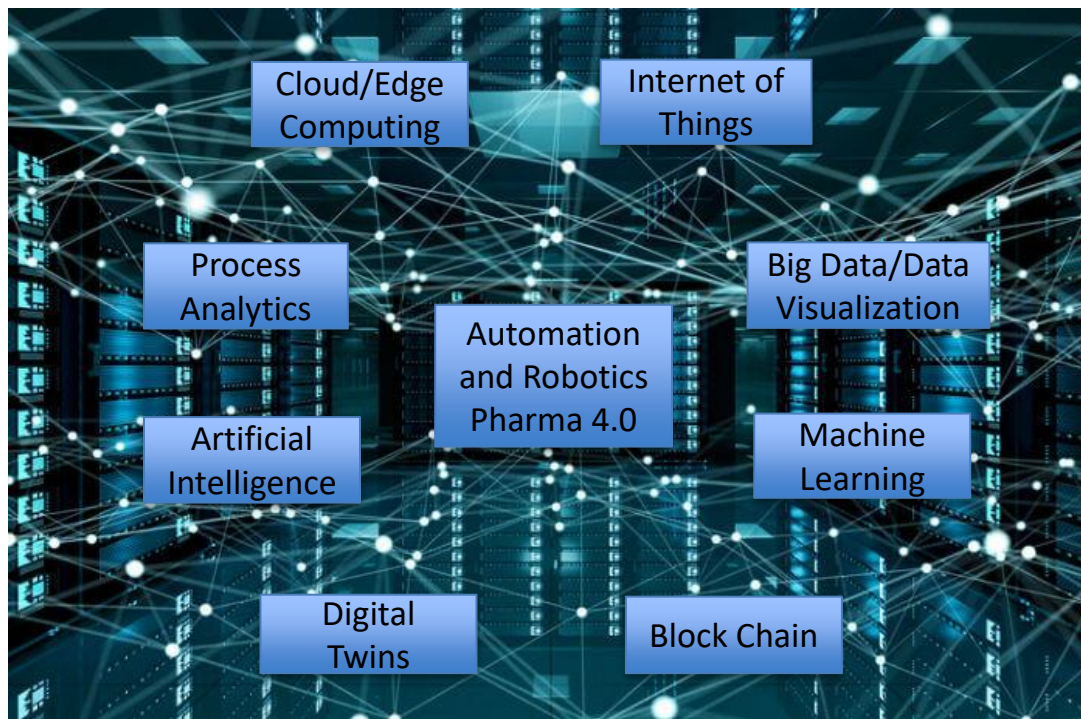 Cloud/Edge
Computing
Internet of
Things
Process
Analytics
Big Data/Data
Visualization
Automation
and Robotics
Pharma 4.0
Artificial
Intelligence
Machine
Learning
Digital
Twins
Block Chain